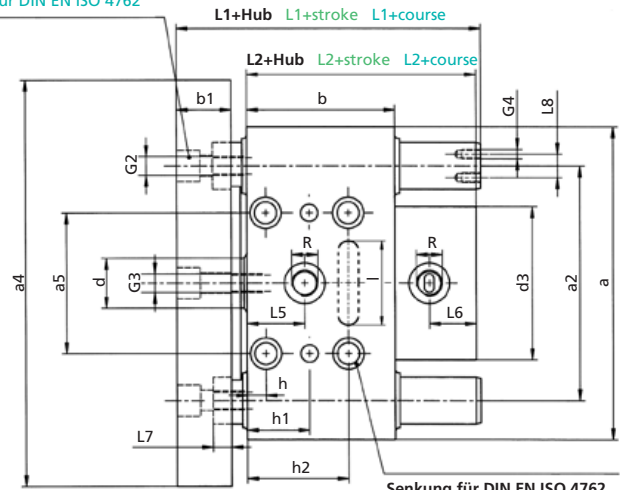 für DIN EN ISO 4762
L1+Hub L1+stroke L1+course
L2+Hub L2+stroke L2+course
b1
b
G4
L8
G2
R
R
a4
a5
d
G3
l
d3
a2
a
L5
L6
h
h1
L7
h2
Senkung für DIN EN ISO 4762